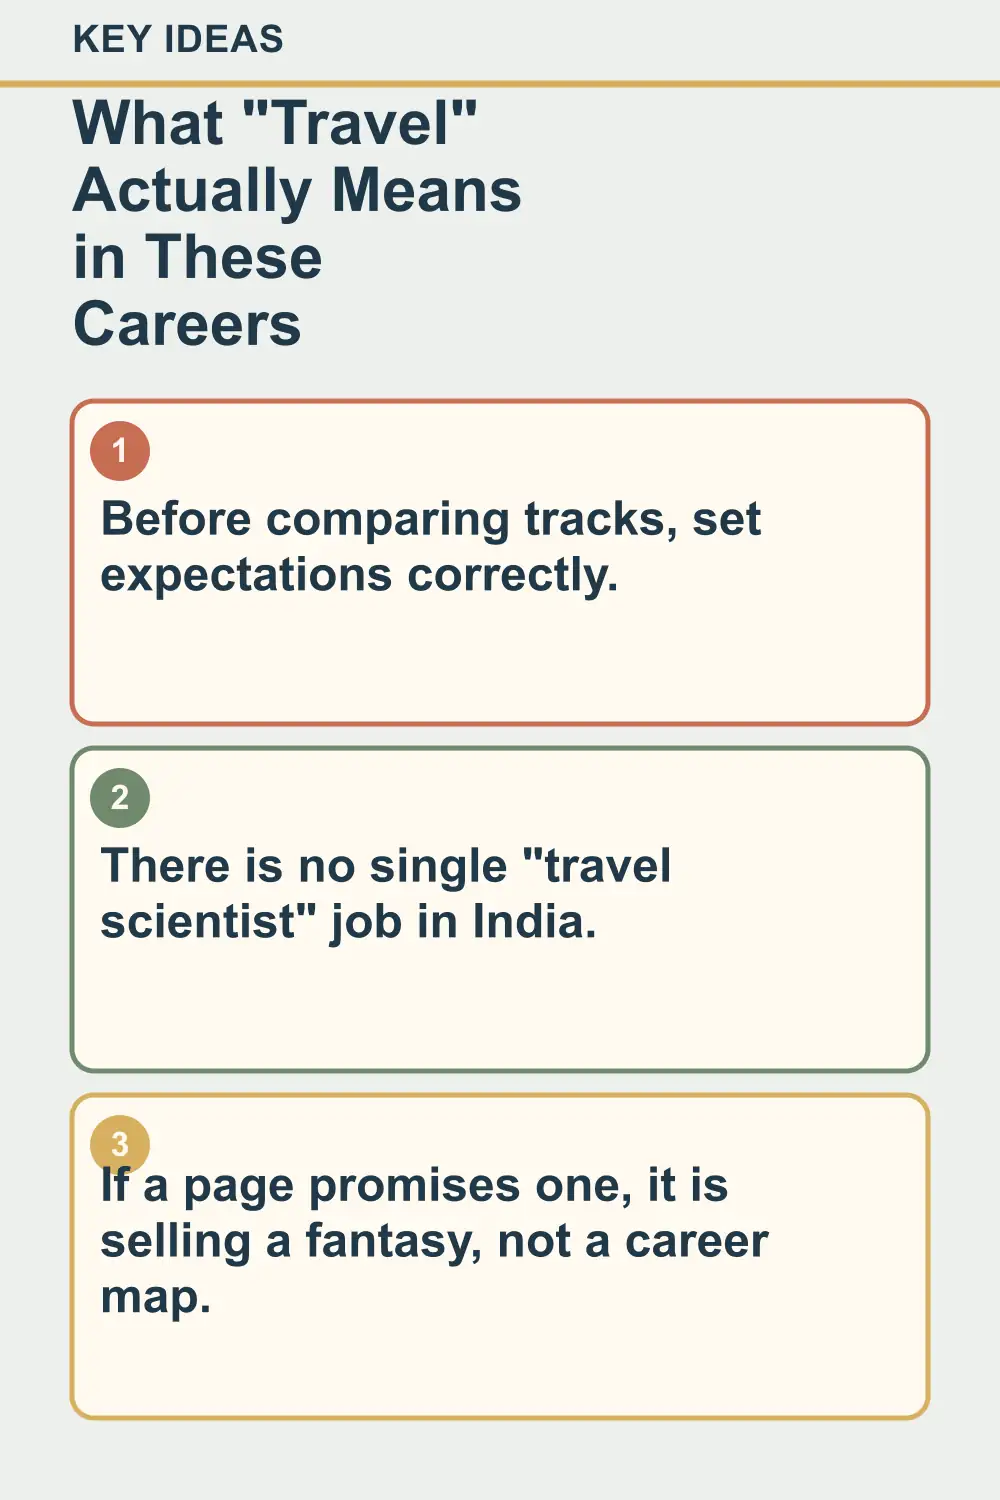 KEY IDEAS
What "Travel"
Actually Means
in These
Careers
1
Before comparing tracks, set
expectations correctly.
2
There is no single "travel
scientist" job in India.
3
If a page promises one, it is
selling a fantasy, not a career
map.